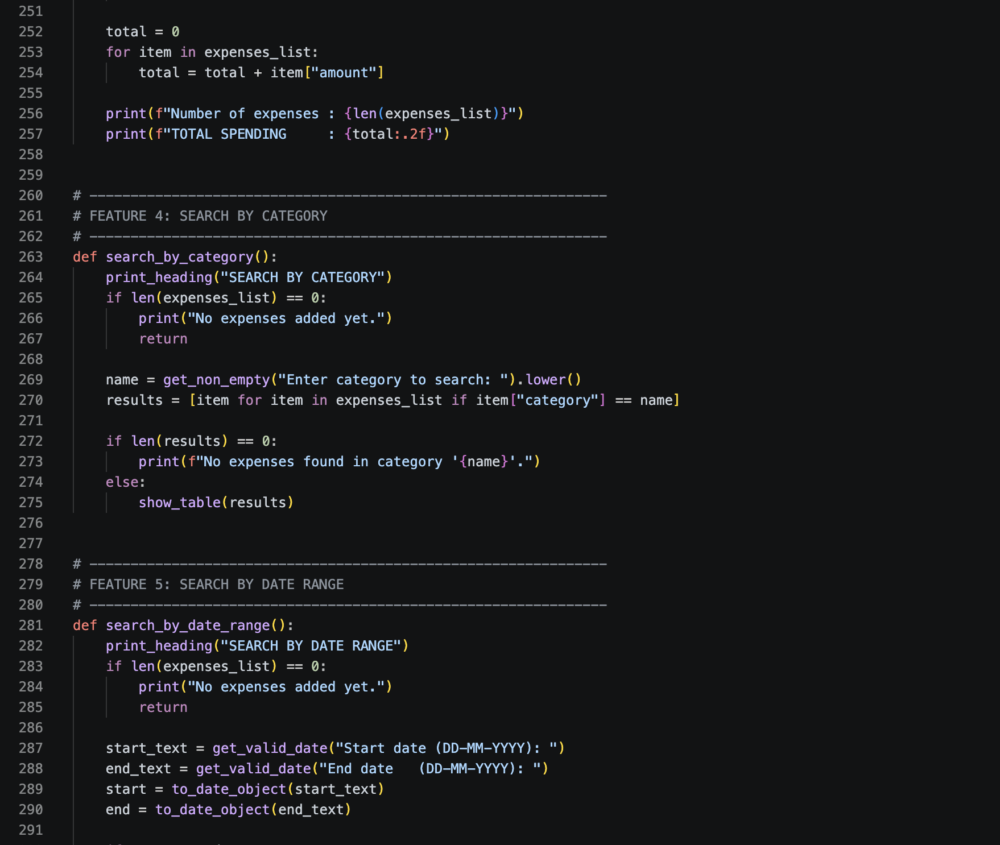 251
252 total = 0
253 for item in expenses_list:
254 total = total + item["amount"]
255
256 print(f"Number of expenses : {len(expenses_list)}")
257 print(f"TOTAL SPENDING     : {total:.2f}")
258
259
260 # ---------------------------------------------------------------
261 # FEATURE 4: SEARCH BY CATEGORY
262 # ---------------------------------------------------------------
263 def search_by_category():
264 print_heading("SEARCH BY CATEGORY")
265 if len(expenses_list) == 0:
266 print("No expenses added yet.")
267 return
268
269 name = get_non_empty("Enter category to search: ").lower()
270 results = [item for item in expenses_list if item["category"] == name]
271
272 if len(results) == 0:
273 print(f"No expenses found in category '{name}'.")
274 else:
275 show_table(results)
276
277
278 # ---------------------------------------------------------------
279 # FEATURE 5: SEARCH BY DATE RANGE
280 # ---------------------------------------------------------------
281 def search_by_date_range():
282 print_heading("SEARCH BY DATE RANGE")
283 if len(expenses_list) == 0:
284 print("No expenses added yet.")
285 return
286
287 start_text = get_valid_date("Start date (DD-MM-YYYY): ")
288 end_text = get_valid_date("End date   (DD-MM-YYYY): ")
289 start = to_date_object(start_text)
290 end = to_date_object(end_text)
291